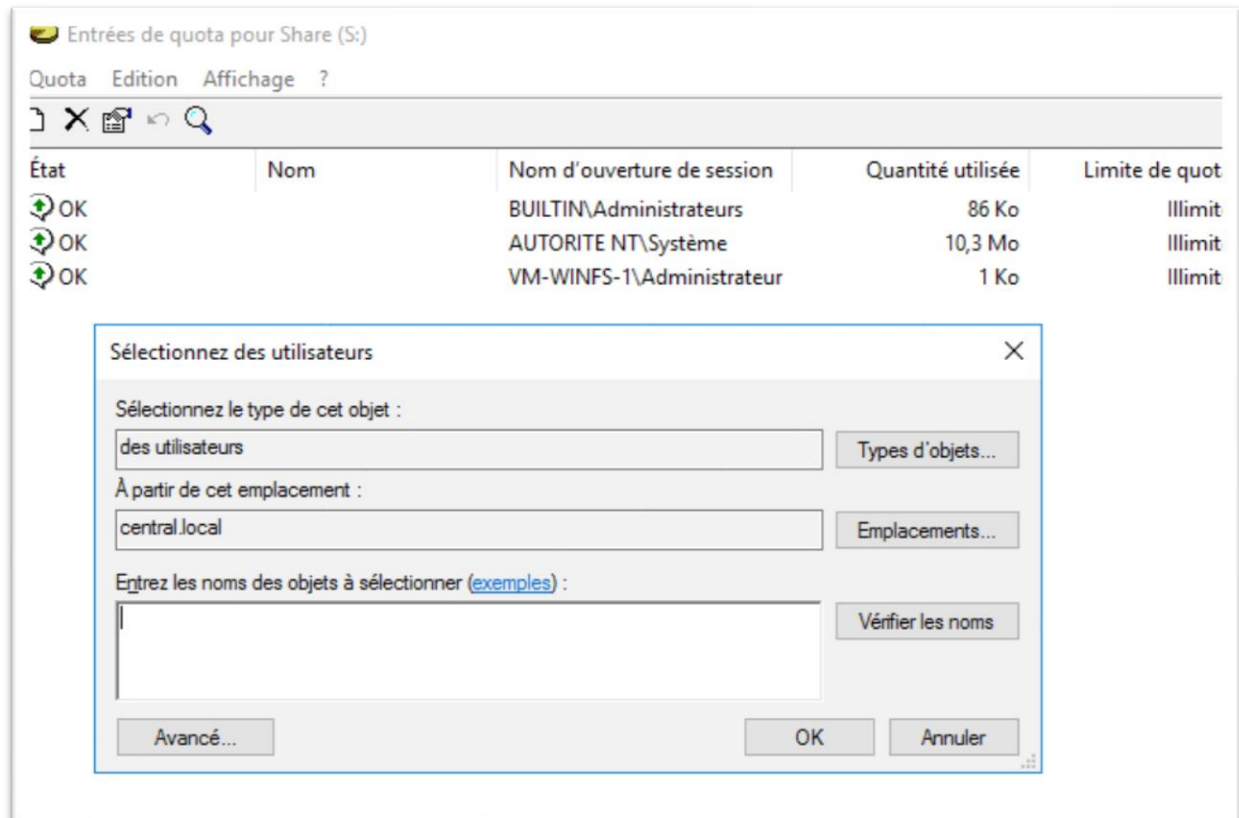 Entrées de quota pour Share (S:)
Quota Edition Affichage ?
État Nom Nom d'ouverture de session Quantité utilisée Limite de quot
OK BUILTIN\Administrateurs 86 Ko Illimit
OK AUTORITE NT\Système 10,3 Mo Illimit
OK VM-WINFS-1\Administrateur 1 Ko Illimit
Sélectionnez des utilisateurs
Sélectionnez le type de cet objet :
des utilisateurs Types d'objets...
À partir de cet emplacement :
central.local Emplacements...
Entrez les noms des objets à sélectionner (exemples) :
Vérifier les noms
Avancé... OK Annuler